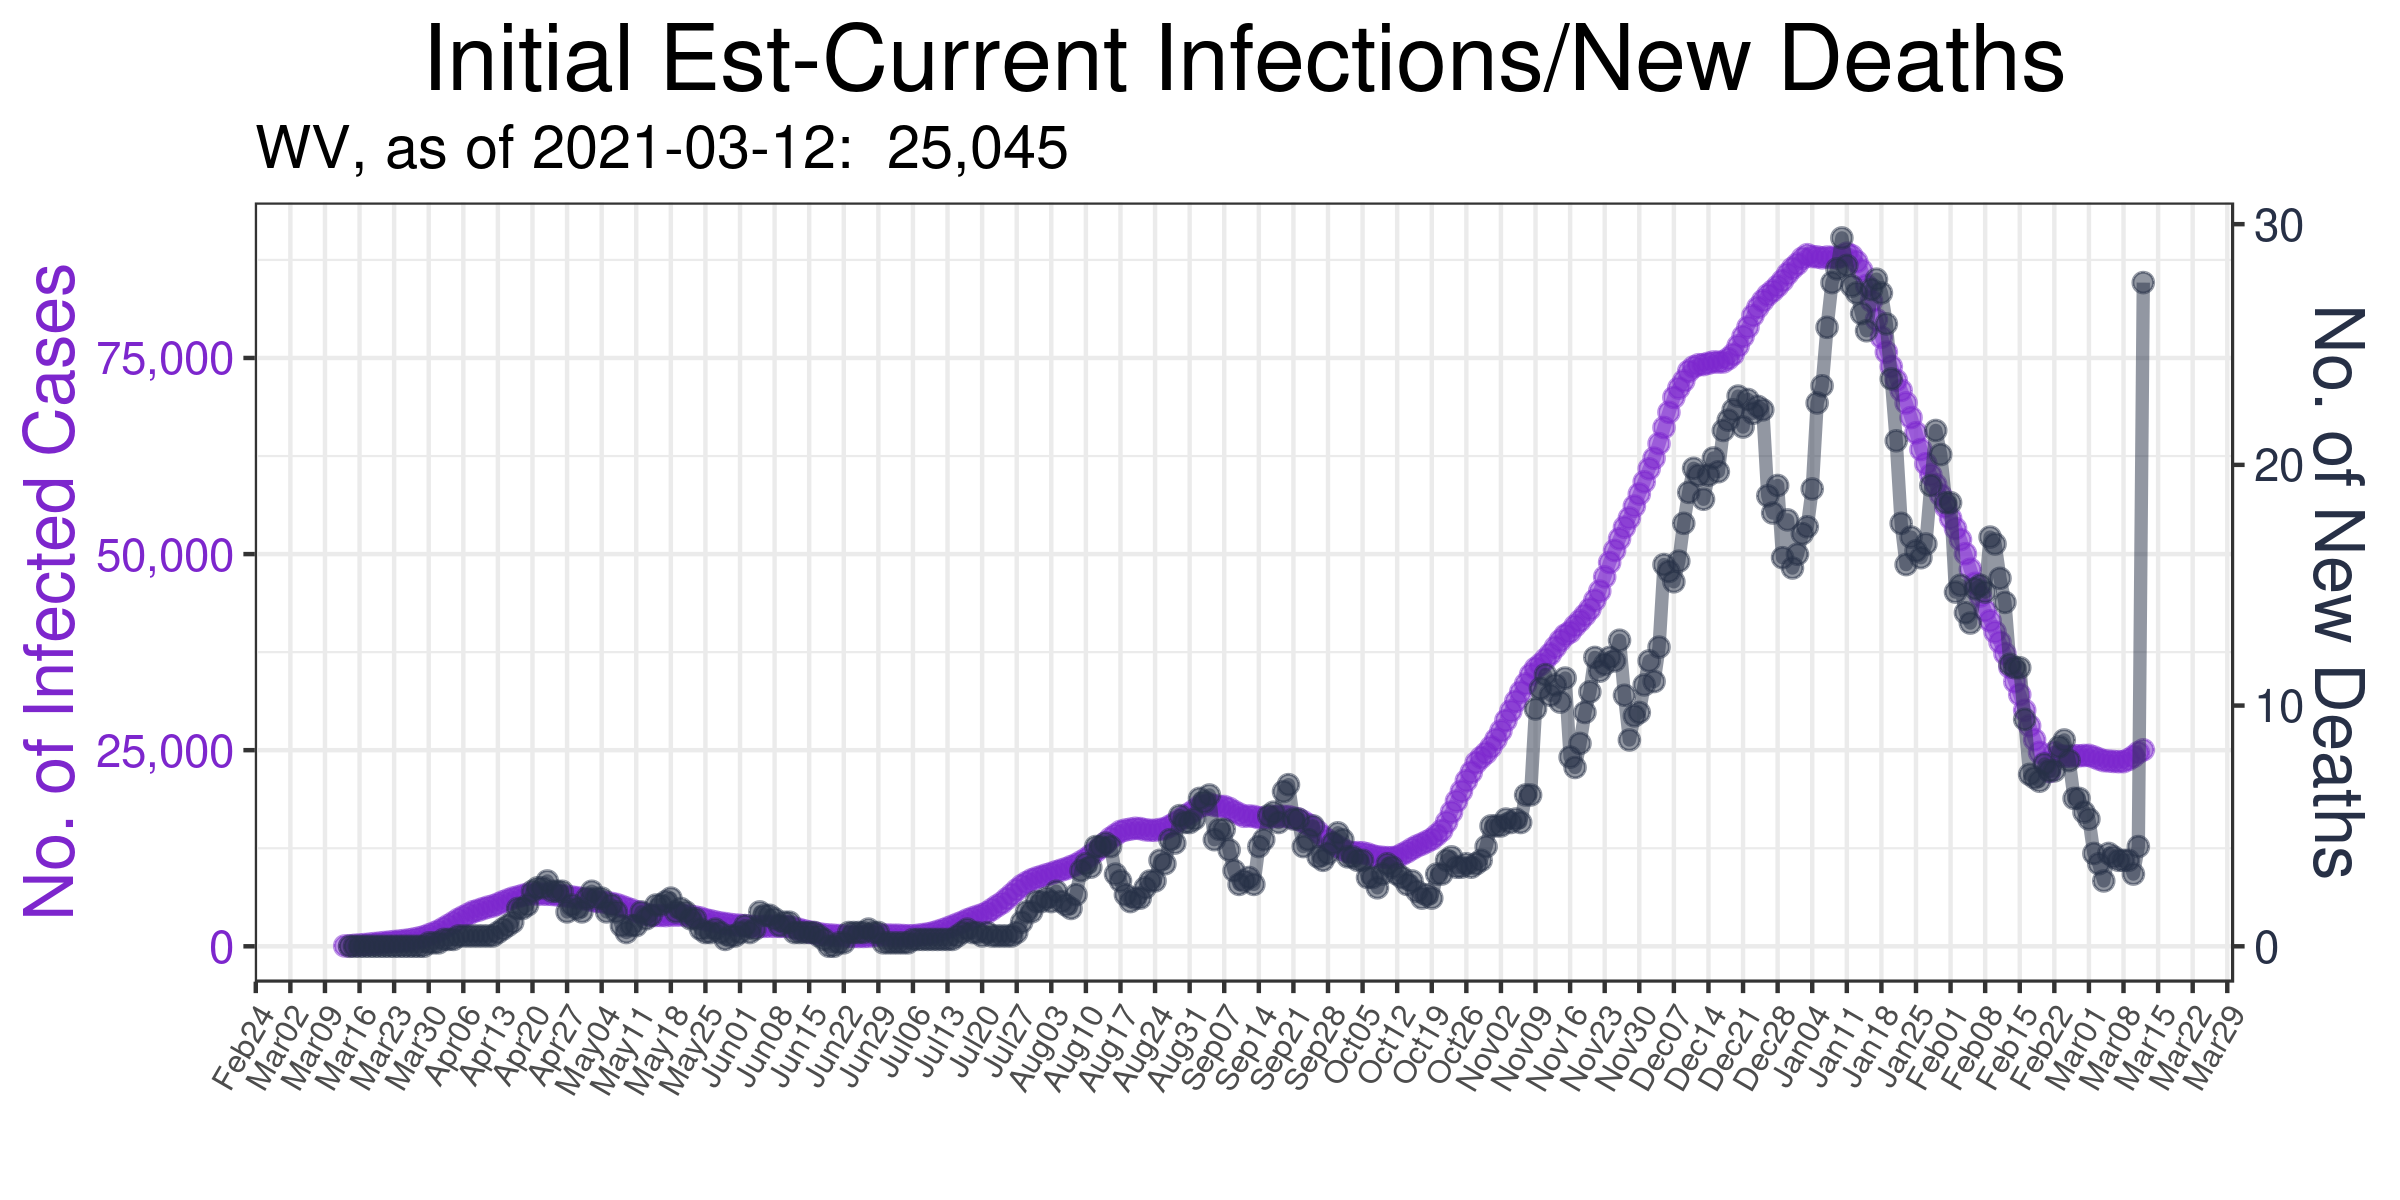 Initial Est-Current Infections/New Deaths
WV, as of 2021-03-12:  25,045
No. of Infected Cases
75,000
50,000
25,000
0
30
20
10
0
No. of New Deaths
Feb24
Mar02
Mar09
Mar16
Mar23
Mar30
Apr06
Apr13
Apr20
Apr27
May04
May11
May18
May25
Jun01
Jun08
Jun15
Jun22
Jun29
Jul06
Jul13
Jul20
Jul27
Aug03
Aug10
Aug17
Aug24
Aug31
Sep07
Sep14
Sep21
Sep28
Oct05
Oct12
Oct19
Oct26
Nov02
Nov09
Nov16
Nov23
Nov30
Dec07
Dec14
Dec21
Dec28
Jan04
Jan11
Jan18
Jan25
Feb01
Feb08
Feb15
Feb22
Mar01
Mar08
Mar15
Mar22
Mar29